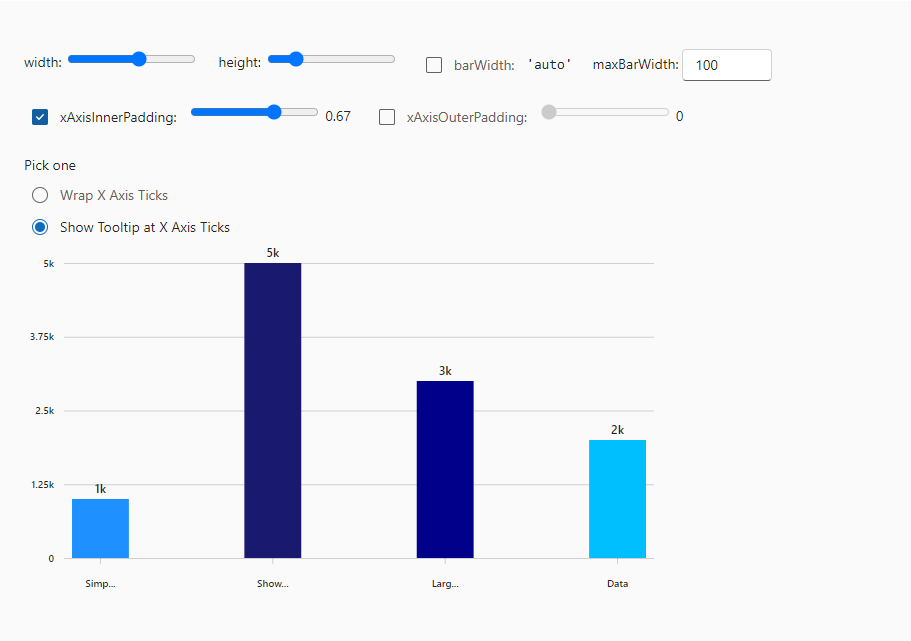 width: height: barWidth: 'auto' maxBarWidth: 100
xAxisInnerPadding: 0.67 xAxisOuterPadding: 0
Pick one
Wrap X Axis Ticks
Show Tooltip at X Axis Ticks
5k
5k
3.75k
3k
2.5k
2k
1.25k
1k
0
Simp... Show... Larg... Data